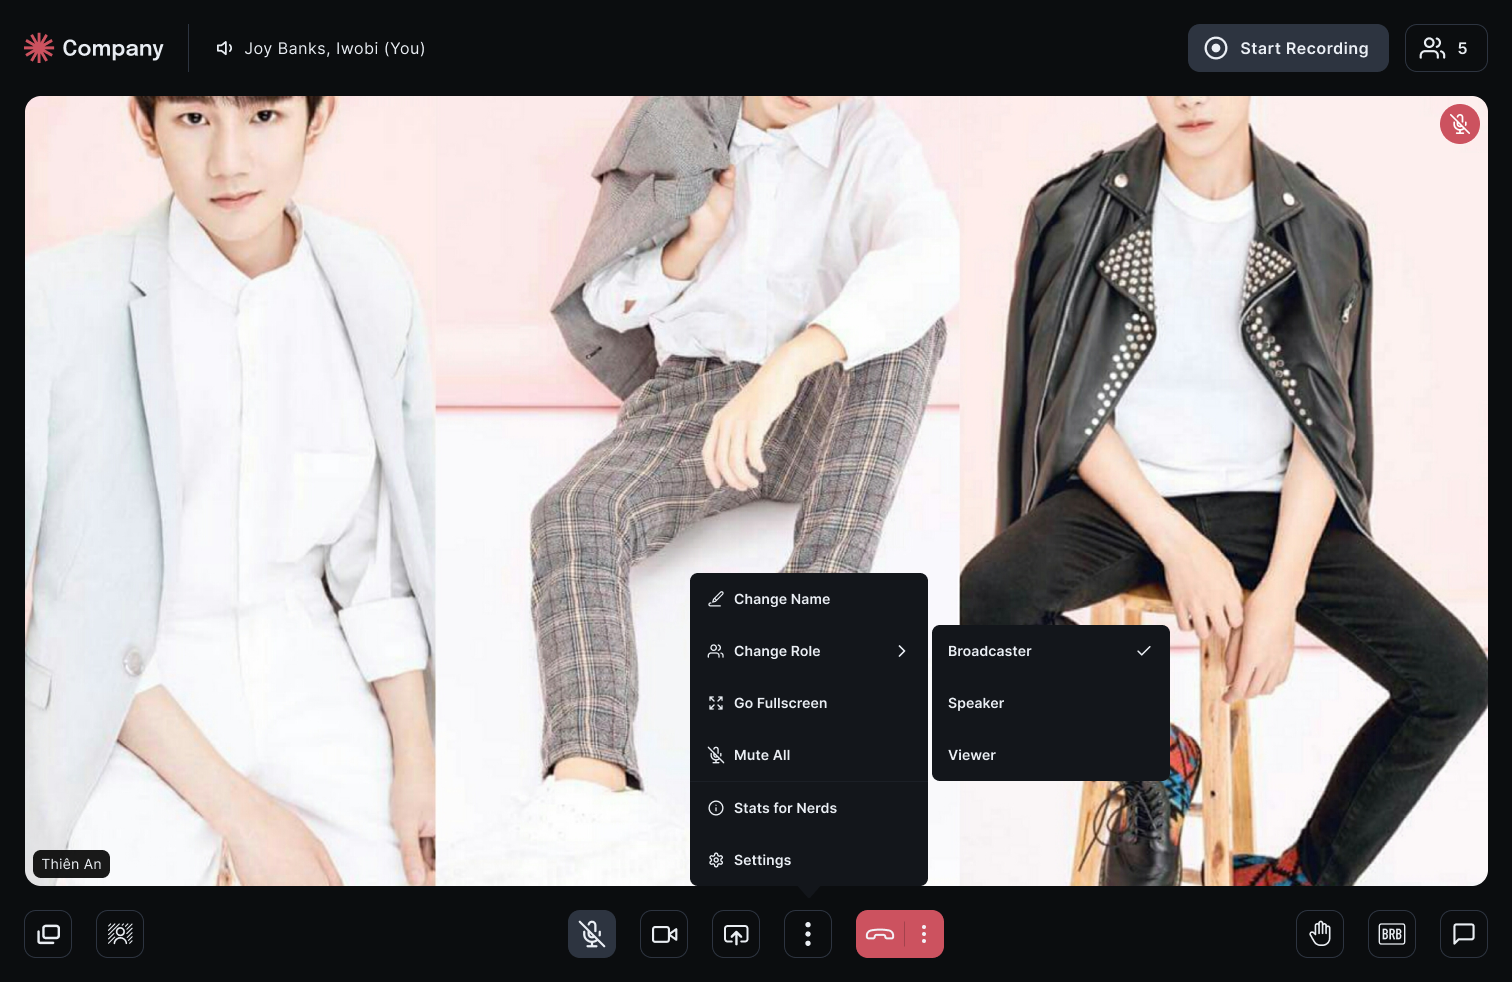 Company
Joy Banks, Iwobi (You)
Start Recording
5
Change Name
Change Role
Go Fullscreen
Mute All
Stats for Nerds
Settings
Broadcaster
Speaker
Viewer
Thiên An
BRB